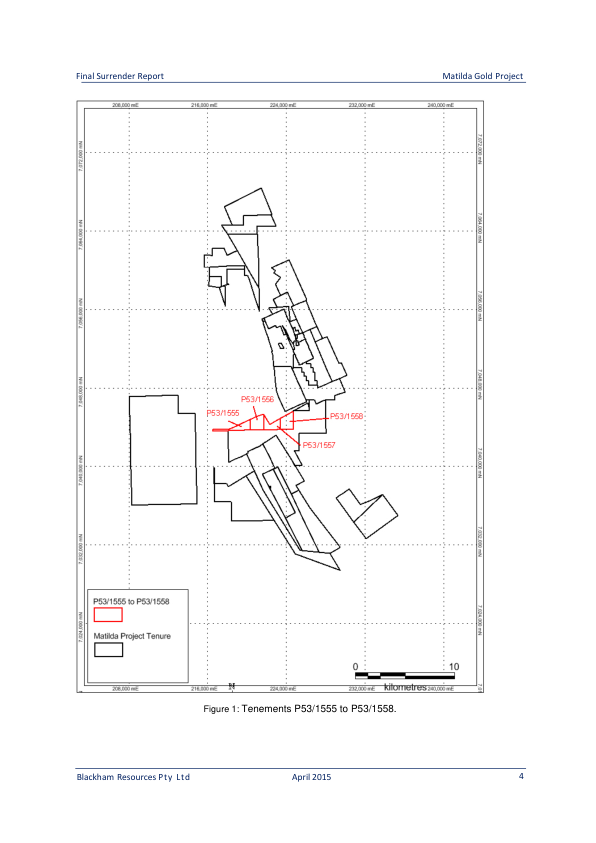 Final Surrender Report Matilda Gold Project
208,000 mE 216,000 mE 224,000 mE 232,000 mE 240,000 mE
7,072,000 mN 7,072,000 mN
7,064,000 mN 7,064,000 mN
7,056,000 mN 7,056,000 mN
7,048,000 mN 7,048,000 mN
P53/1556
P53/1555 P53/1558
P53/1557
7,040,000 mN 7,040,000 mN
7,032,000 mN 7,032,000 mN
P53/1555 to P53/1558
7,024,000 mN 7,024,000 mN
Matilda Project Tenure
0 10
kilometres
208,000 mE 216,000 mE N 224,000 mE 232,000 mE 240,000 mE
Figure 1: Tenements P53/1555 to P53/1558.
Blackham Resources Pty Ltd April 2015 4